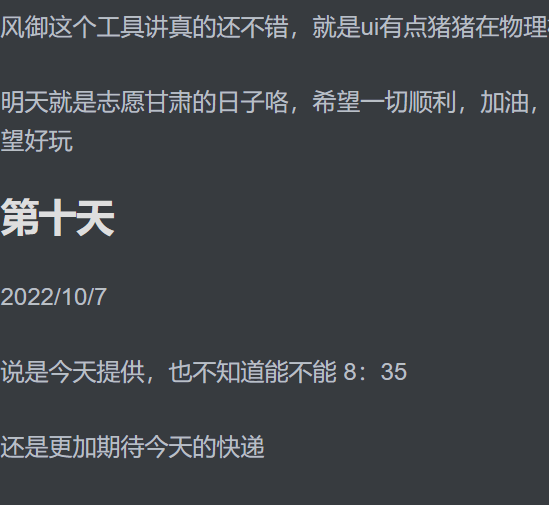 风御这个工具讲真的还不错，就是ui有点猪猪在物理
明天就是志愿甘肃的日子咯，希望一切顺利，加油，
望好玩
第十天
2022/10/7
说是今天提供，也不知道能不能 8：35
还是更加期待今天的快递